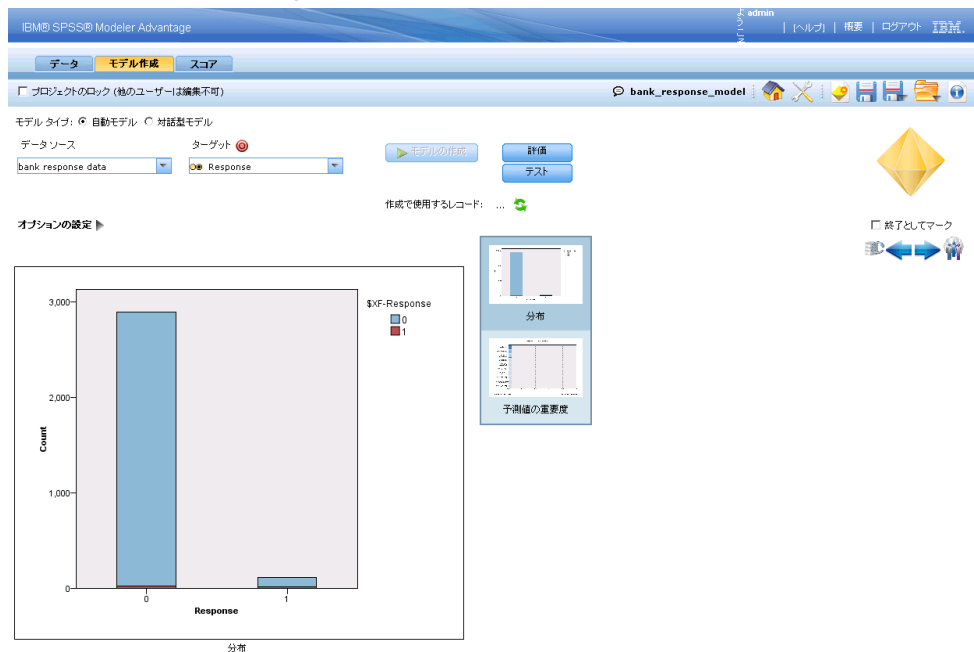 IBM® SPSS® Modeler Advantage
ようこそ admin | [ヘルプ] | 概要 | ログアウト IBM.
データ モデル作成 スコア
プロジェクトのロック (他のユーザーは編集不可)
bank_response_model
モデル タイプ: 自動モデル 対話型モデル
データ ソース ターゲット
bank response data Response
モデルの作成 評価
テスト
作成で使用するレコード: ...
オプションの設定
終了としてマーク
3,000
2,000
1,000
0
Count
0 1
Response
$XF-Response
0
1
分布
分布
予測値の重要度